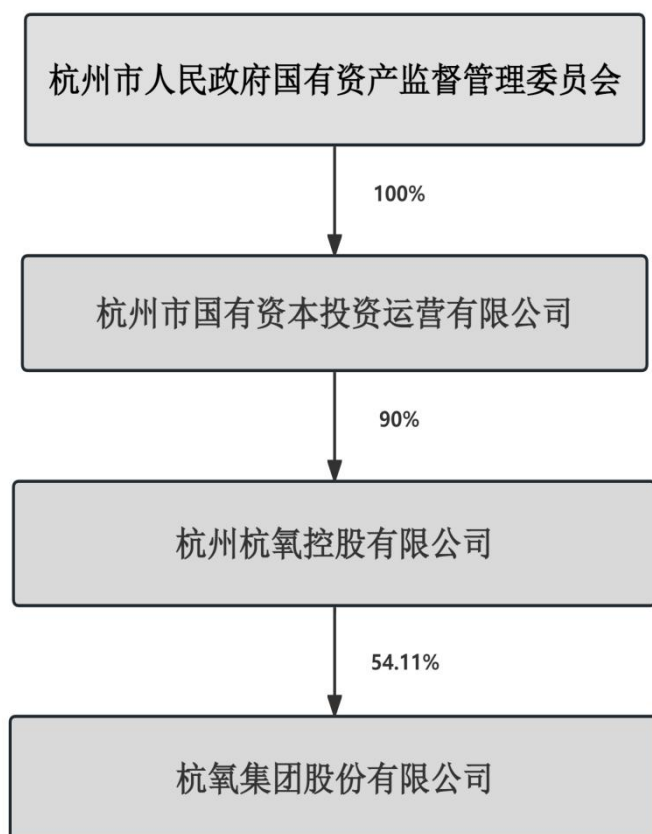 杭州市人民政府国有资产监督管理委员会
100%
杭州市国有资本投资运营有限公司
90%
杭州杭氧控股有限公司
54.11%
杭氧集团股份有限公司